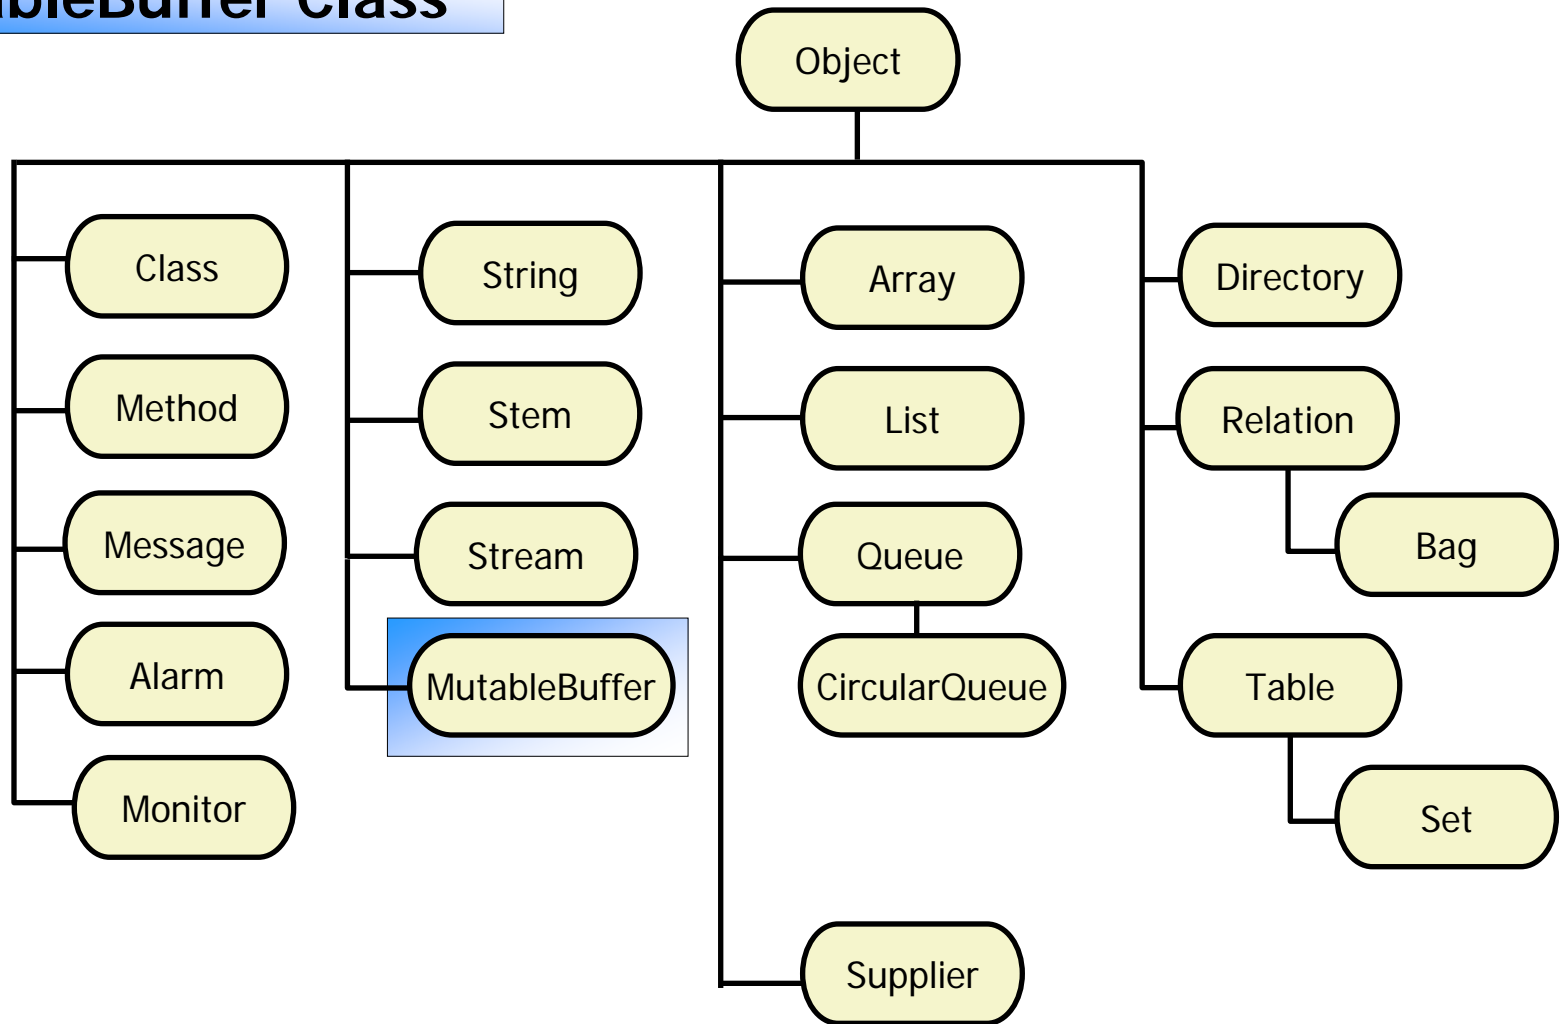 Class
Object
Class
Method
Message
Alarm
Monitor
String
Stem
Stream
MutableBuffer
Array
List
Queue
CircularQueue
Supplier
Directory
Relation
Bag
Table
Set